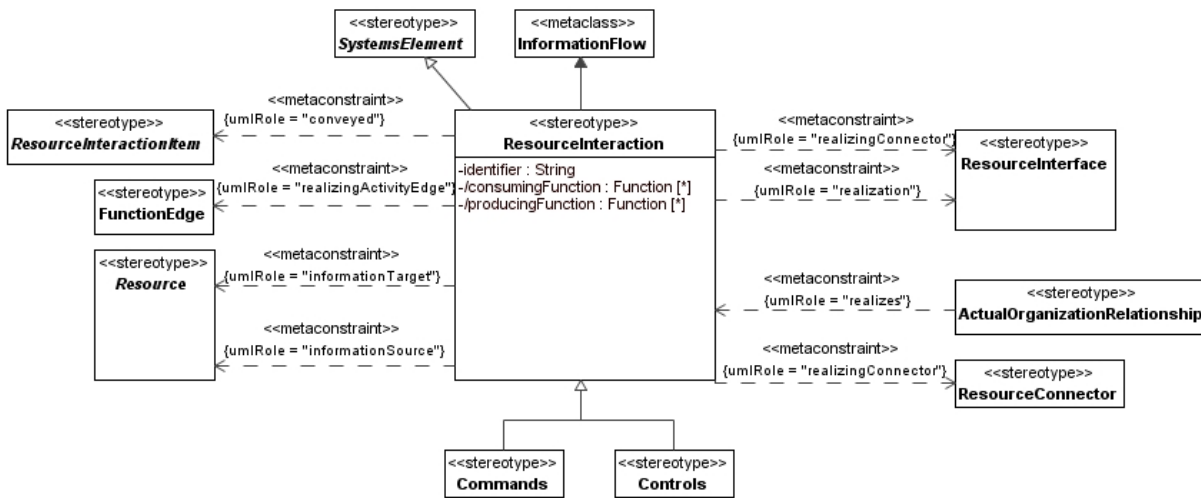 <<stereotype>>
SystemsElement
<<metaclass>>
InformationFlow
<<metaconstraint>>
{umlRole = "conveyed"}
<<stereotype>>
ResourceInteractionItem
<<metaconstraint>>
{umlRole = "realizingActivityEdge"}
<<stereotype>>
FunctionEdge
<<metaconstraint>>
{umlRole = "informationTarget"}
<<stereotype>>
Resource
<<metaconstraint>>
{umlRole = "informationSource"}
<<stereotype>>
ResourceInteraction
-identifier : String
-/consumingFunction : Function [*]
-/producingFunction : Function [*]
<<metaconstraint>>
{umlRole = "realizingConnector"}
<<metaconstraint>>
{umlRole = "realization"}
<<stereotype>>
ResourceInterface
<<metaconstraint>>
{umlRole = "realizes"}
<<stereotype>>
ActualOrganizationRelationship
<<metaconstraint>>
{umlRole = "realizingConnector"}
<<stereotype>>
ResourceConnector
<<stereotype>>
Commands
<<stereotype>>
Controls